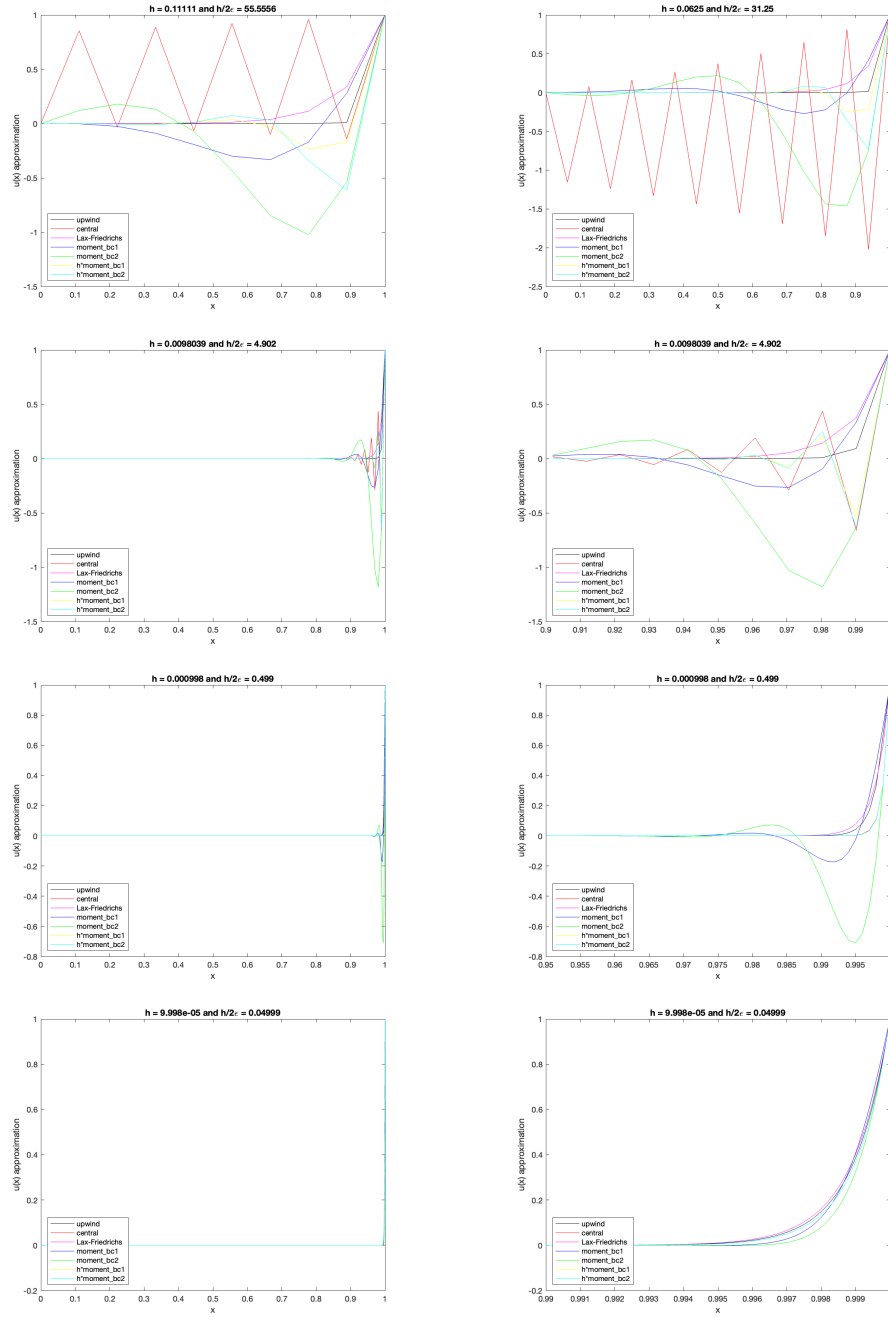 h = 0.11111 and h/2ϵ = 55.5556
1
0.5
0
-0.5
-1
-1.5
u(x) approximation
upwind
central
Lax-Friedrichs
moment_bc1
moment_bc2
h*moment_bc1
h*moment_bc2
0 0.1 0.2 0.3 0.4 0.5 0.6 0.7 0.8 0.9 1
x
h = 0.0625 and h/2ϵ = 31.25
1
0.5
0
-0.5
-1
-1.5
-2
-2.5
u(x) approximation
upwind
central
Lax-Friedrichs
moment_bc1
moment_bc2
h*moment_bc1
h*moment_bc2
0 0.1 0.2 0.3 0.4 0.5 0.6 0.7 0.8 0.9
x
h = 0.0098039 and h/2ϵ = 4.902
1
0.5
0
-0.5
-1
-1.5
u(x) approximation
upwind
central
Lax-Friedrichs
moment_bc1
moment_bc2
h*moment_bc1
h*moment_bc2
0 0.1 0.2 0.3 0.4 0.5 0.6 0.7 0.8 0.9 1
x
h = 0.0098039 and h/2ϵ = 4.902
1
0.5
0
-0.5
-1
-1.5
u(x) approximation
upwind
central
Lax-Friedrichs
moment_bc1
moment_bc2
h*moment_bc1
h*moment_bc2
0.9 0.91 0.92 0.93 0.94 0.95 0.96 0.97 0.98 0.99
x
h = 0.000998 and h/2ϵ = 0.499
1
0.8
0.6
0.4
0.2
0
-0.2
-0.4
-0.6
-0.8
u(x) approximation
upwind
central
Lax-Friedrichs
moment_bc1
moment_bc2
h*moment_bc1
h*moment_bc2
0 0.1 0.2 0.3 0.4 0.5 0.6 0.7 0.8 0.9 1
x
h = 0.000998 and h/2ϵ = 0.499
1
0.8
0.6
0.4
0.2
0
-0.2
-0.4
-0.6
-0.8
u(x) approximation
upwind
central
Lax-Friedrichs
moment_bc1
moment_bc2
h*moment_bc1
h*moment_bc2
0.95 0.955 0.96 0.965 0.97 0.975 0.98 0.985 0.99 0.995
x
h = 9.998e-05 and h/2ϵ = 0.04999
1
0.8
0.6
0.4
0.2
0
-0.2
u(x) approximation
upwind
central
Lax-Friedrichs
moment_bc1
moment_bc2
h*moment_bc1
h*moment_bc2
0 0.1 0.2 0.3 0.4 0.5 0.6 0.7 0.8 0.9 1
x
h = 9.998e-05 and h/2ϵ = 0.04999
1
0.8
0.6
0.4
0.2
0
-0.2
u(x) approximation
upwind
central
Lax-Friedrichs
moment_bc1
moment_bc2
h*moment_bc1
h*moment_bc2
0.99 0.991 0.992 0.993 0.994 0.995 0.996 0.997 0.998 0.999
x